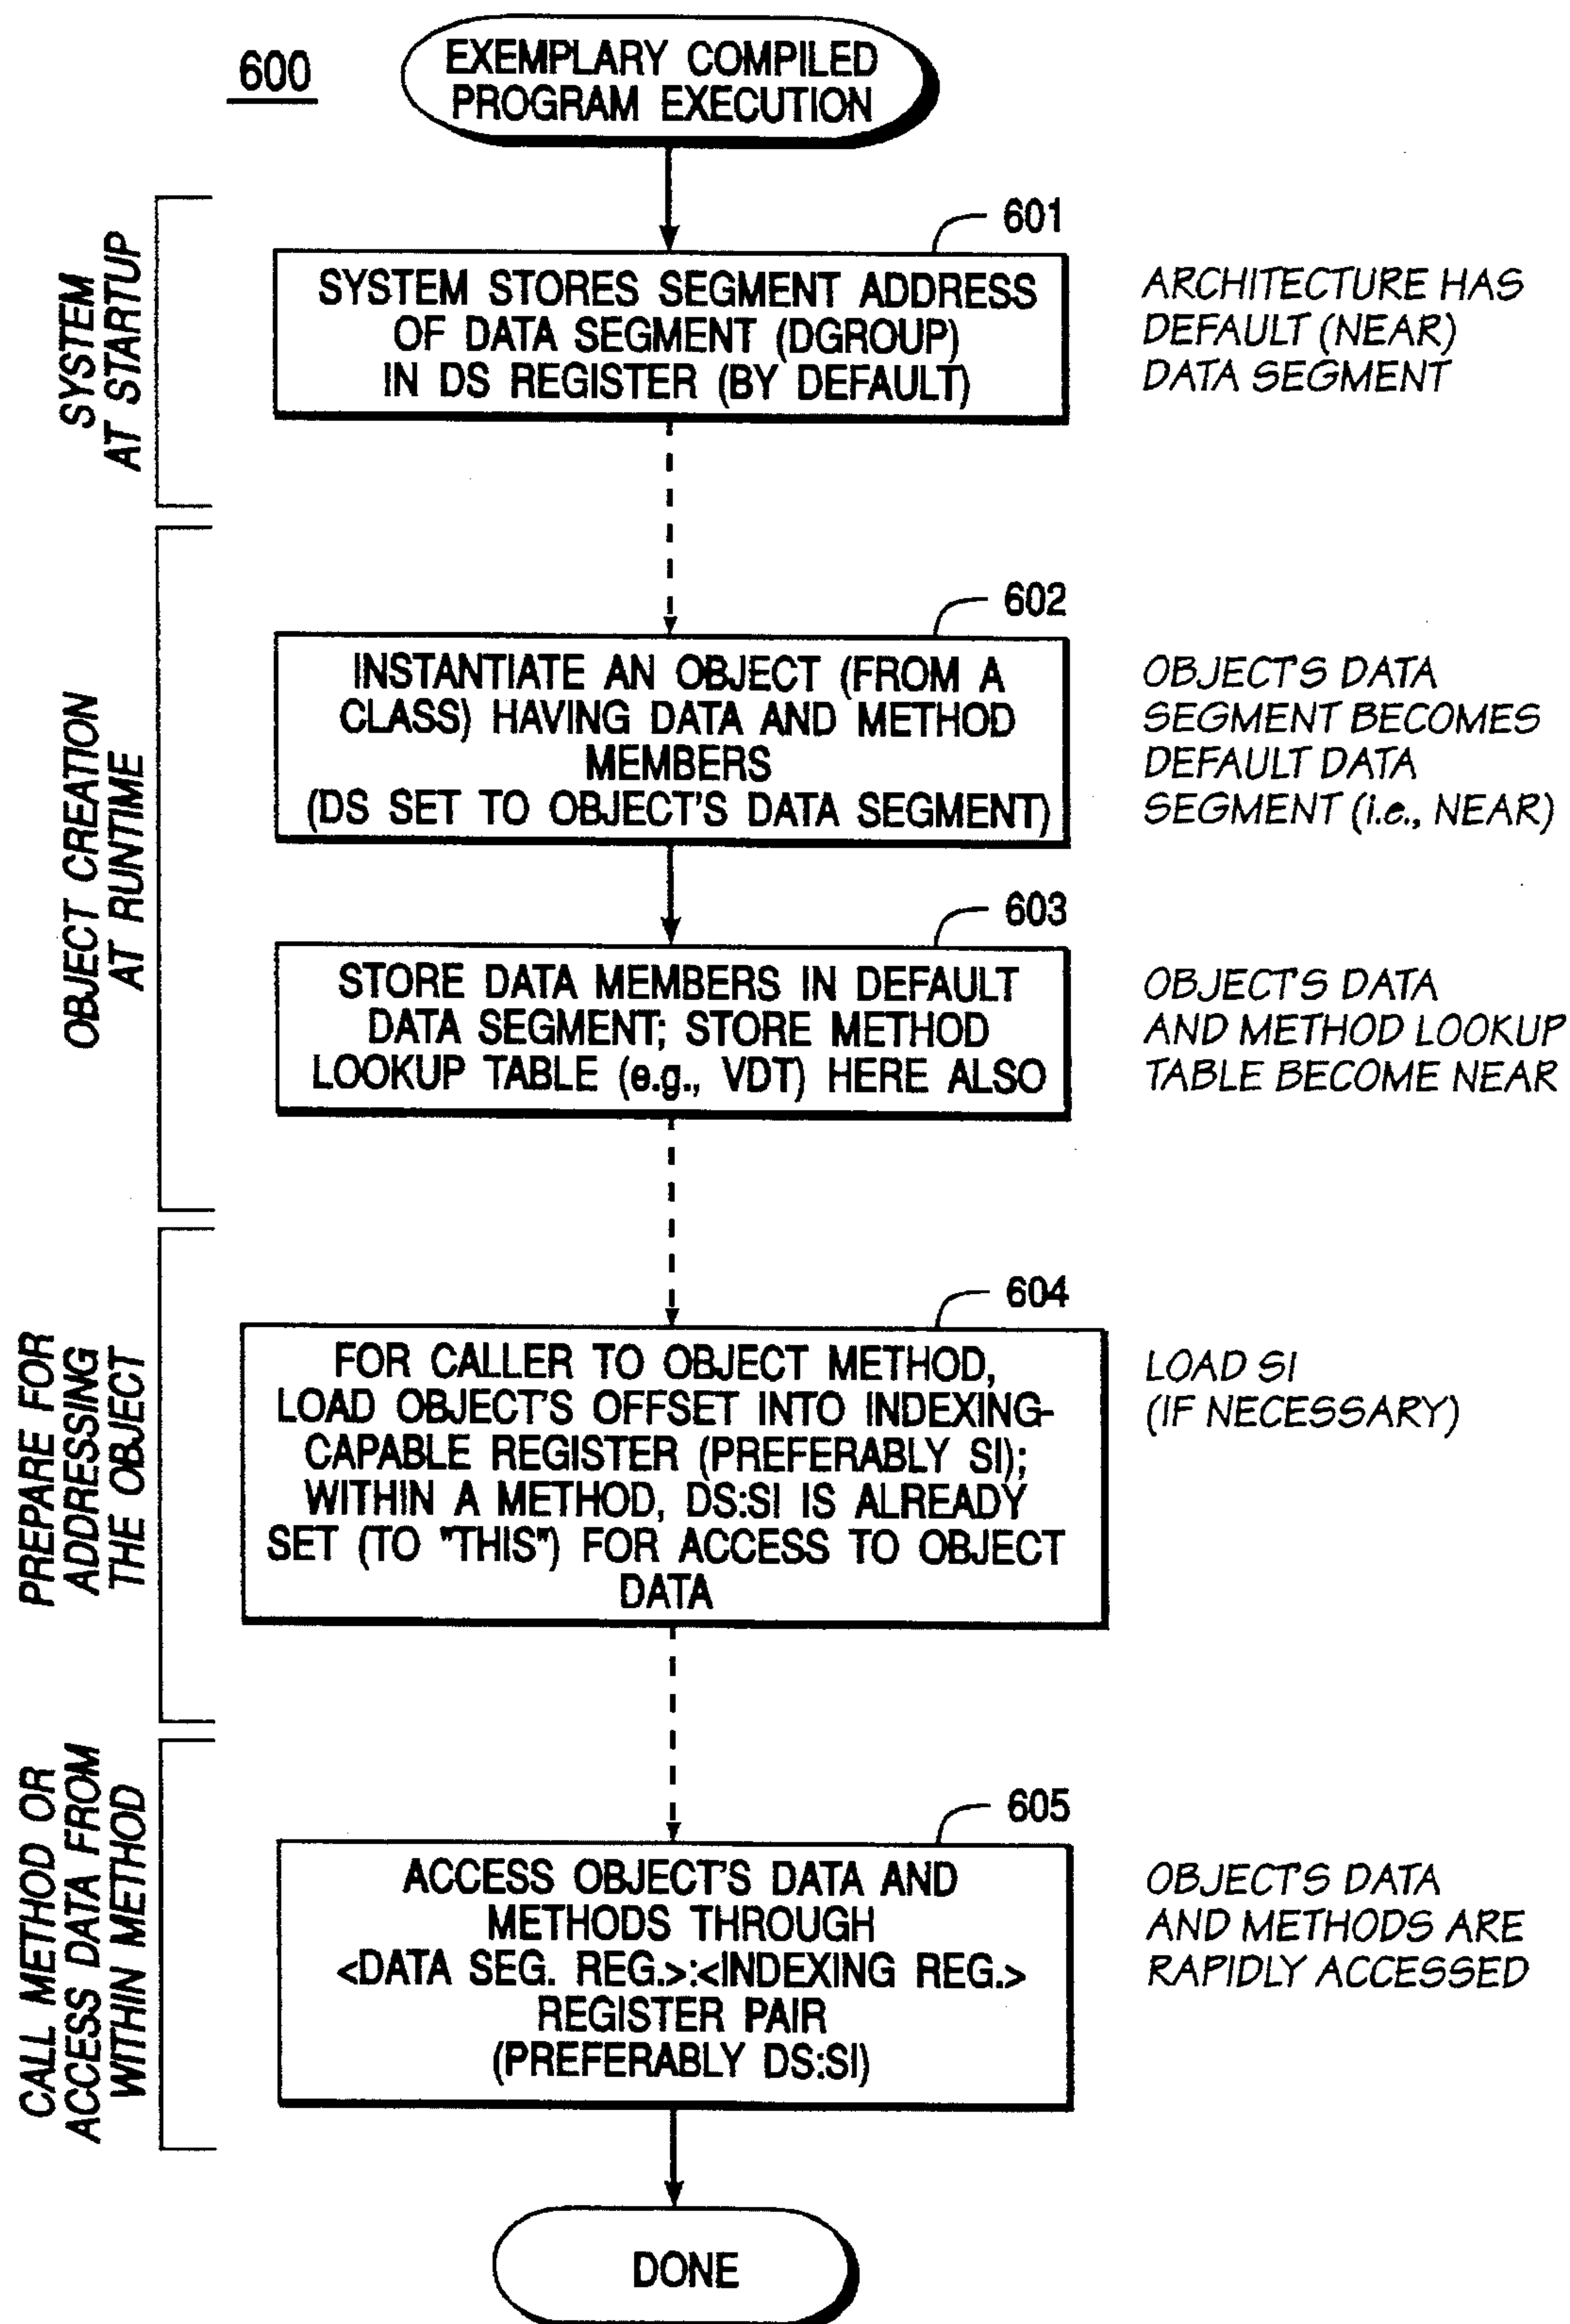 600
EXEMPLARY COMPILED
PROGRAM EXECUTION
SYSTEM
AT STARTUP
601
SYSTEM STORES SEGMENT ADDRESS
OF DATA SEGMENT (DGROUP)
IN DS REGISTER (BY DEFAULT)
ARCHITECTURE HAS
DEFAULT (NEAR)
DATA SEGMENT
OBJECT CREATION
AT RUNTIME
602
INSTANTIATE AN OBJECT (FROM A
CLASS) HAVING DATA AND METHOD
MEMBERS
(DS SET TO OBJECT'S DATA SEGMENT)
OBJECT'S DATA
SEGMENT BECOMES
DEFAULT DATA
SEGMENT (i.e., NEAR)
603
STORE DATA MEMBERS IN DEFAULT
DATA SEGMENT; STORE METHOD
LOOKUP TABLE (e.g., VDT) HERE ALSO
OBJECT'S DATA
AND METHOD LOOKUP
TABLE BECOME NEAR
PREPARE FOR
ADDRESSING
THE OBJECT
604
FOR CALLER TO OBJECT METHOD,
LOAD OBJECT'S OFFSET INTO INDEXING-
CAPABLE REGISTER (PREFERABLY SI);
WITHIN A METHOD, DS:SI IS ALREADY
SET (TO "THIS") FOR ACCESS TO OBJECT
DATA
LOAD SI
(IF NECESSARY)
CALL METHOD OR
ACCESS DATA FROM
WITHIN METHOD
605
ACCESS OBJECT'S DATA AND
METHODS THROUGH
<DATA SEG. REG.>:<INDEXING REG.>
REGISTER PAIR
(PREFERABLY DS:SI)
OBJECT'S DATA
AND METHODS ARE
RAPIDLY ACCESSED
DONE